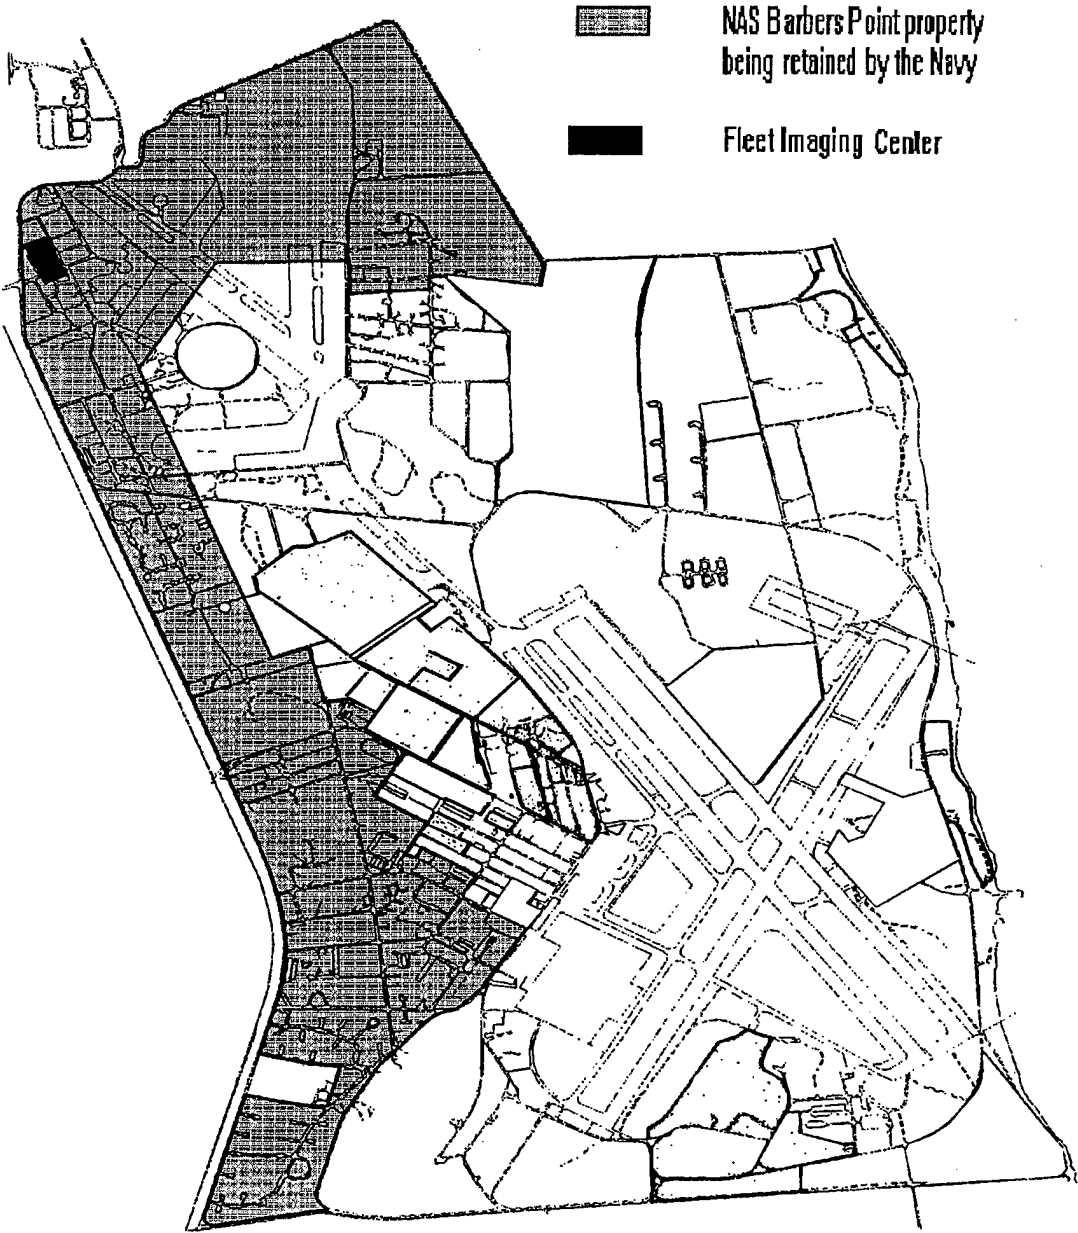 NAS Barbers Point property
being retained by the Navy
Fleet Imaging Center